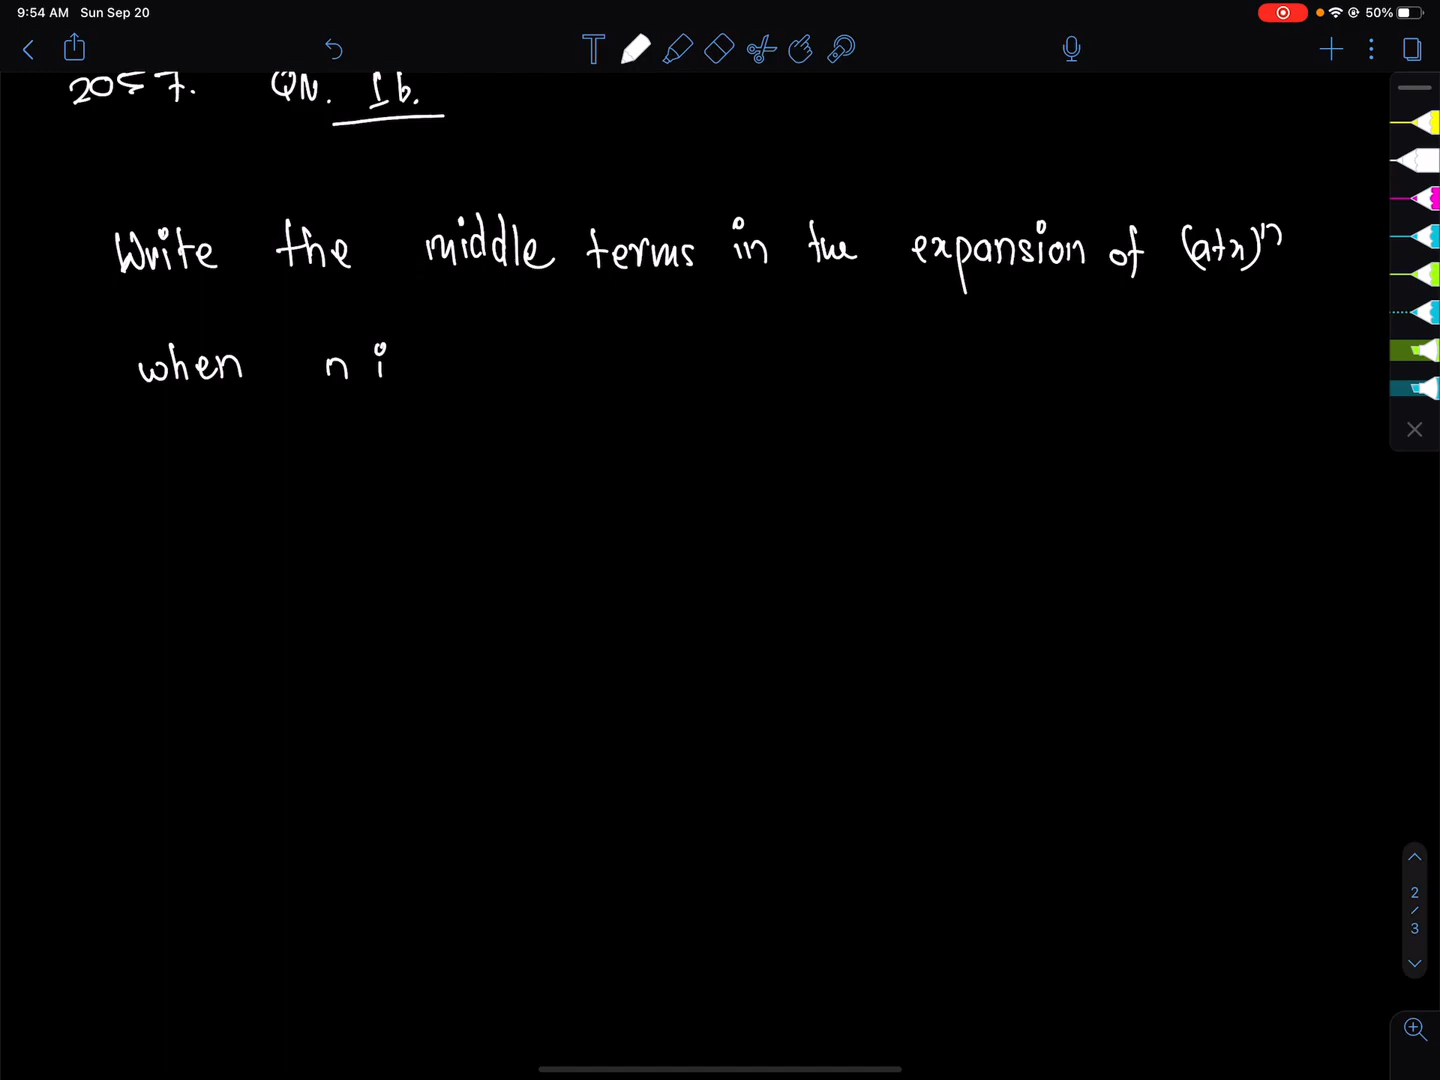 9:54 AM Sun Sep 20
50%
2057. QN. 1b.
Write the middle terms in the expansion of (a+x)ⁿ
when n i
2
/
3